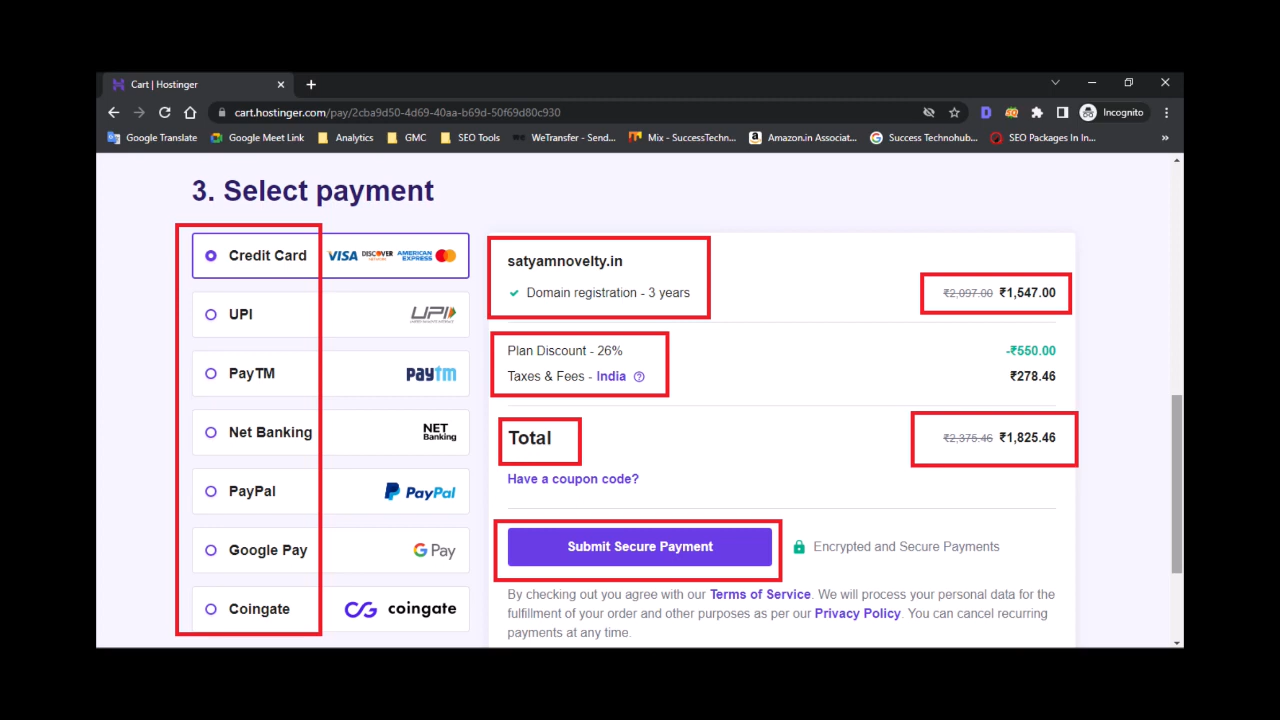 Cart | Hostinger
cart.hostinger.com/pay/2cba9d50-4d69-40aa-b69d-50f69d80c930
Incognito
Google Translate Google Meet Link Analytics GMC SEO Tools WeTransfer - Send... Mix - SuccessTechn... Amazon.in Associat... Success Technohub... SEO Packages In In... »
3. Select payment
Credit Card VISA DISCOVER AMERICAN EXPRESS
UPI UPI
PayTM paytm
Net Banking NET Banking
PayPal PayPal
Google Pay G Pay
Coingate coingate
satyamnovelty.in
Domain registration - 3 years ₹2,097.00 ₹1,547.00
Plan Discount - 26% -₹550.00
Taxes & Fees - India ₹278.46
Total ₹2,375.46 ₹1,825.46
Have a coupon code?
Submit Secure Payment Encrypted and Secure Payments
By checking out you agree with our Terms of Service. We will process your personal data for the
fulfillment of your order and other purposes as per our Privacy Policy. You can cancel recurring
payments at any time.